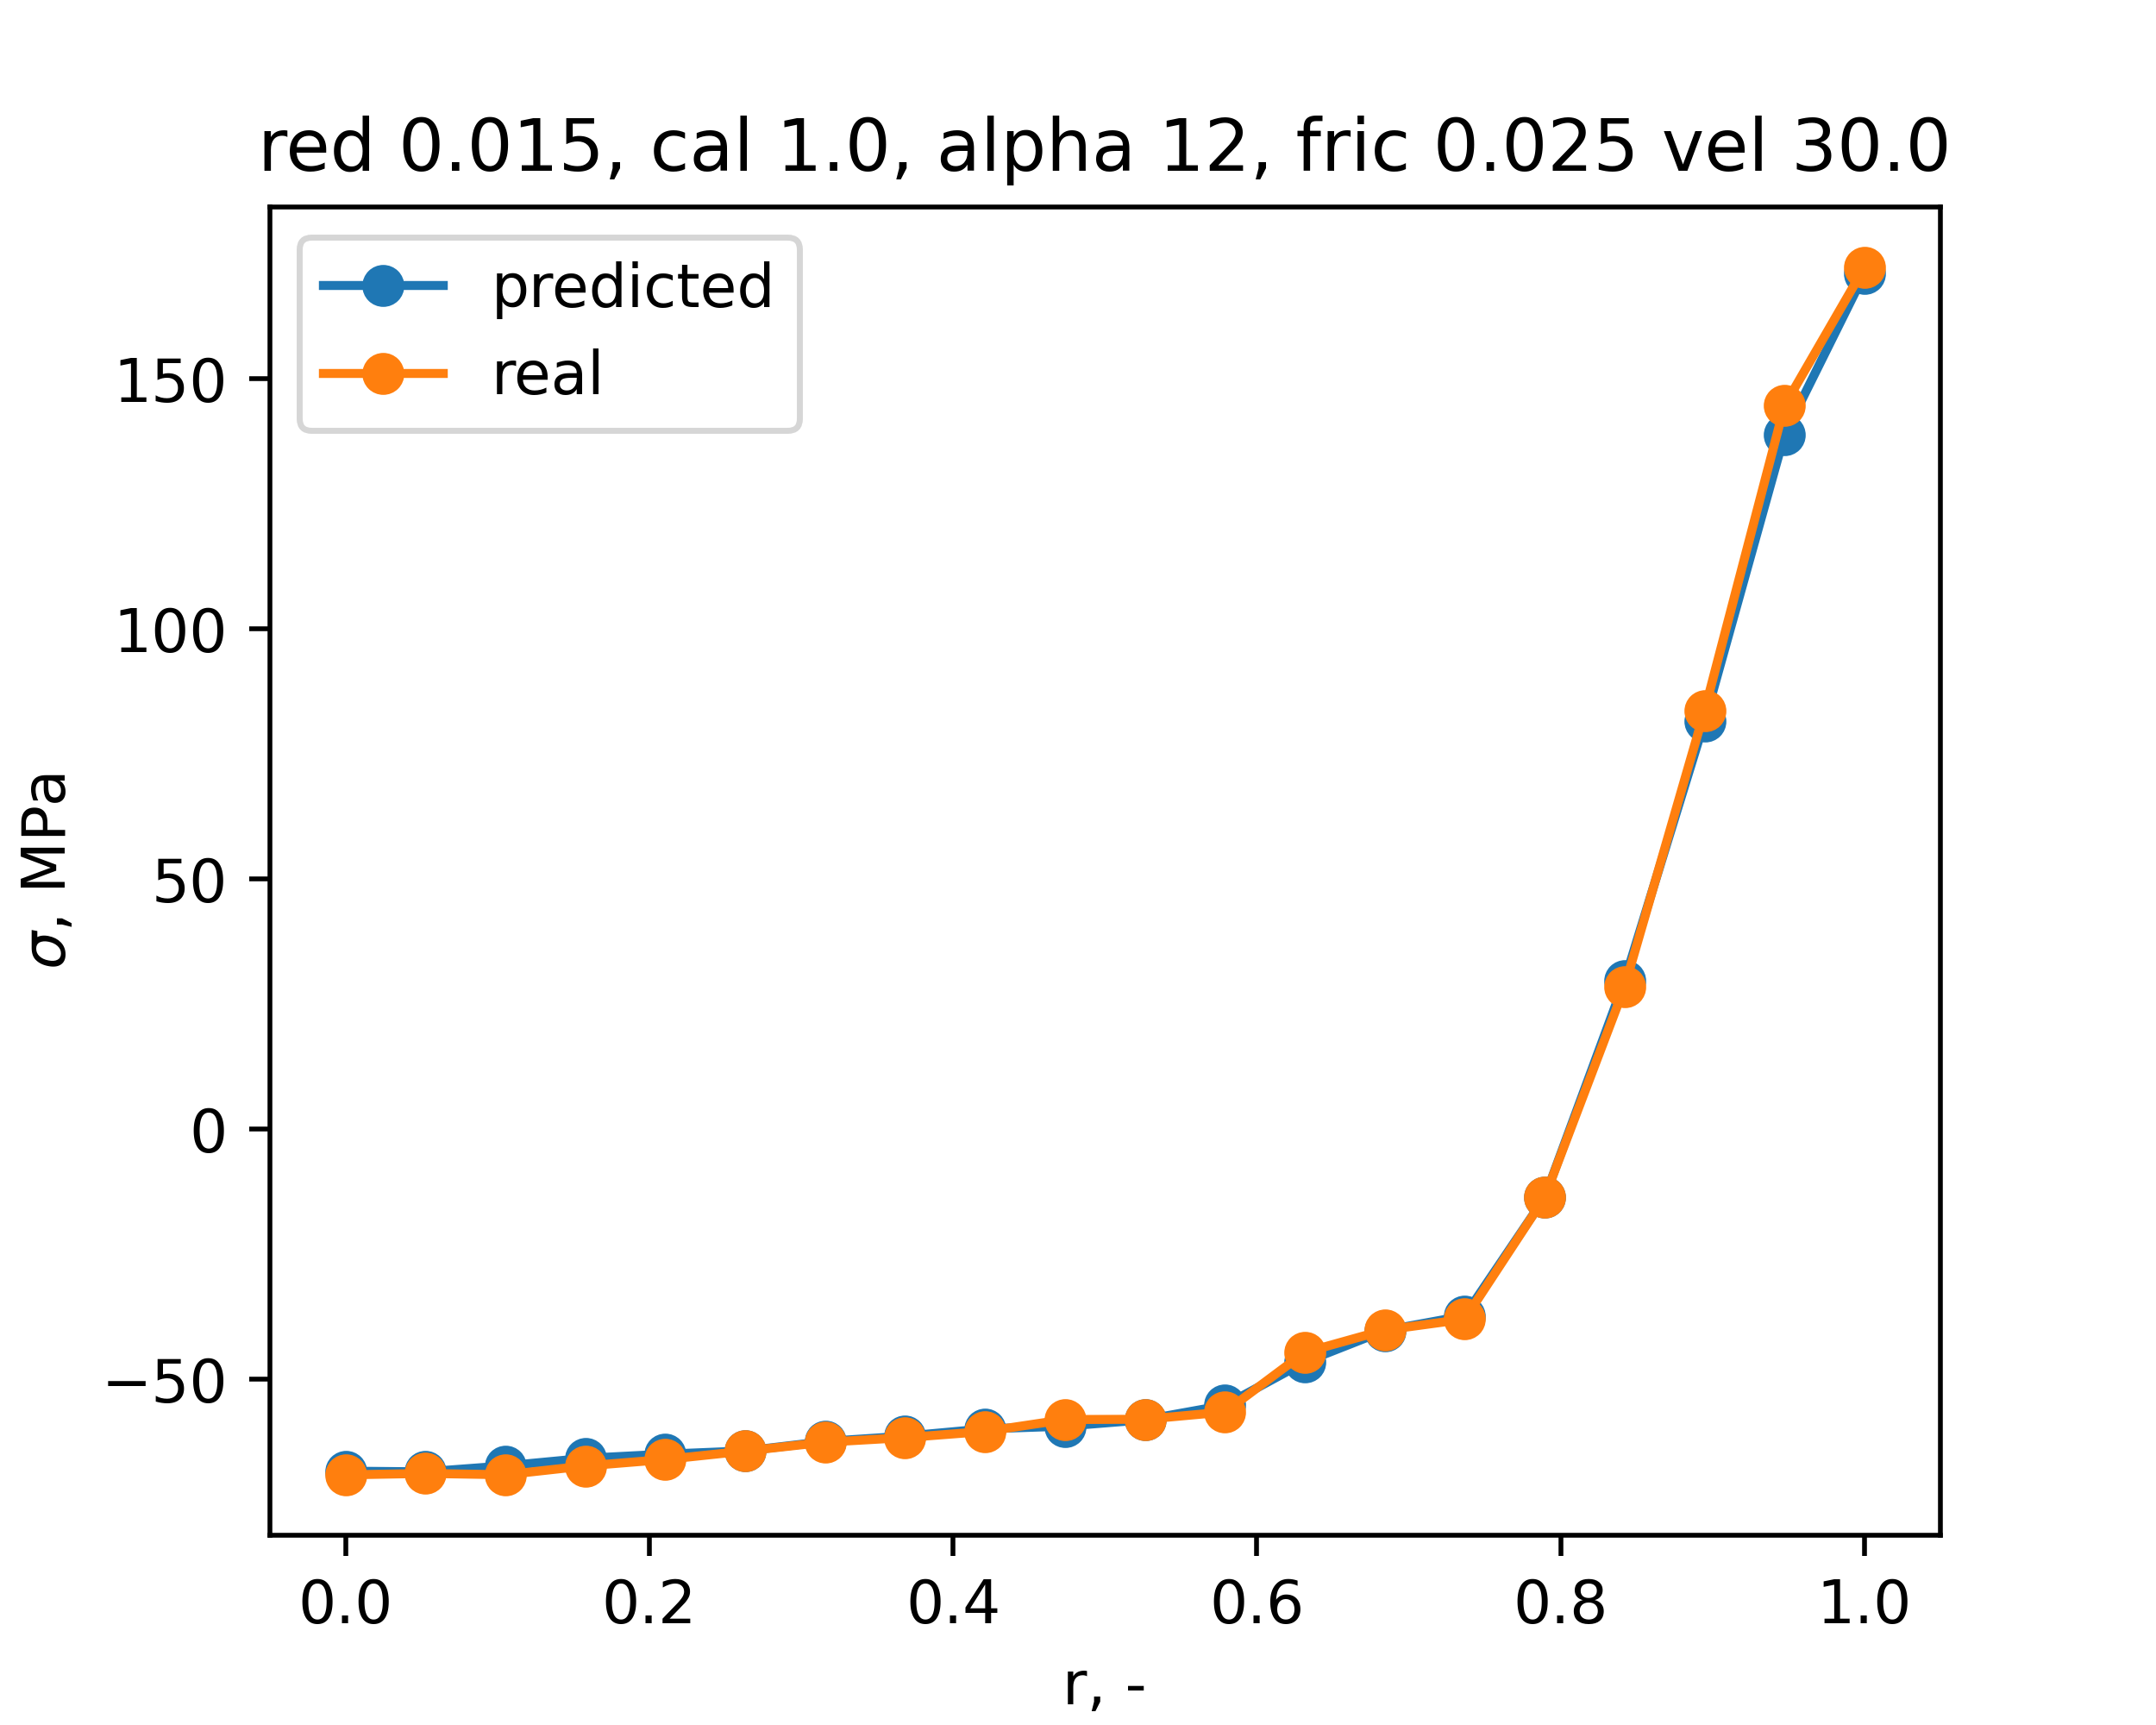 red 0.015, cal 1.0, alpha 12, fric 0.025 vel 30.0
predicted
real
150
100
50
0
−50
σ, MPa
0.0 0.2 0.4 0.6 0.8 1.0
r, -